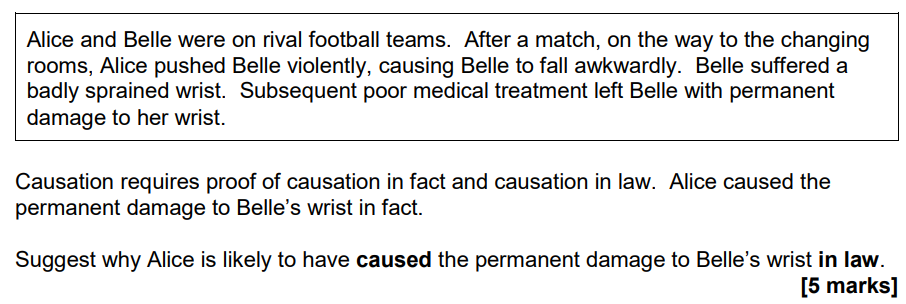 Alice and Belle were on rival football teams.  After a match, on the way to the changing
rooms, Alice pushed Belle violently, causing Belle to fall awkwardly.  Belle suffered a
badly sprained wrist.  Subsequent poor medical treatment left Belle with permanent
damage to her wrist.
Causation requires proof of causation in fact and causation in law.  Alice caused the
permanent damage to Belle’s wrist in fact.
Suggest why Alice is likely to have caused the permanent damage to Belle’s wrist in law.
[5 marks]